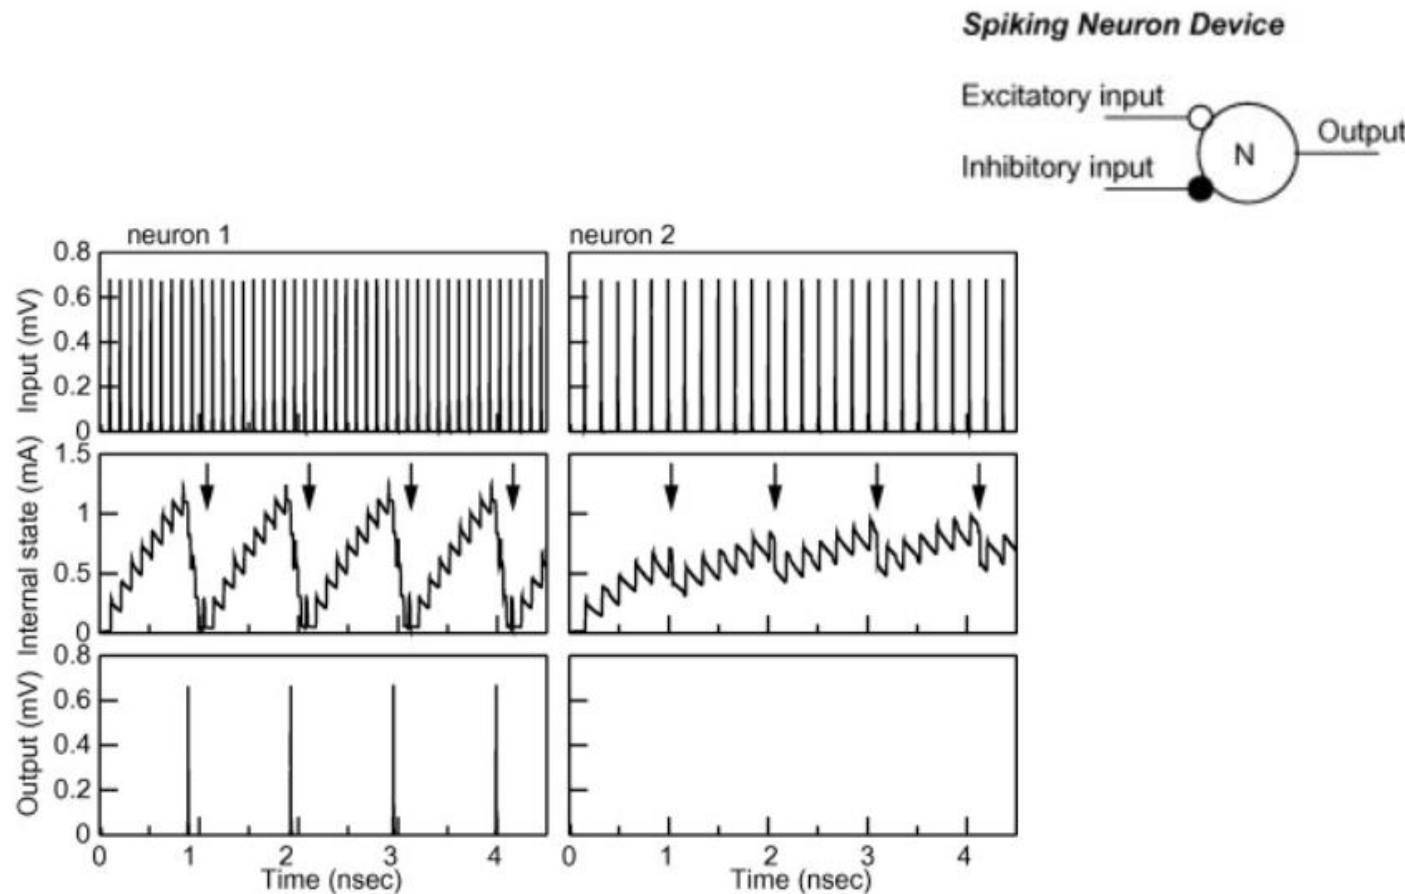 Spiking Neuron Device
Excitatory input
Inhibitory input
N
Output
neuron 1
neuron 2
Input (mV)
0.8
0.6
0.4
0.2
0
Internal state (mA)
1.5
1
0.5
0
Output (mV)
0.8
0.6
0.4
0.2
0
0 1 2 3 4
Time (nsec)
0 1 2 3 4
Time (nsec)